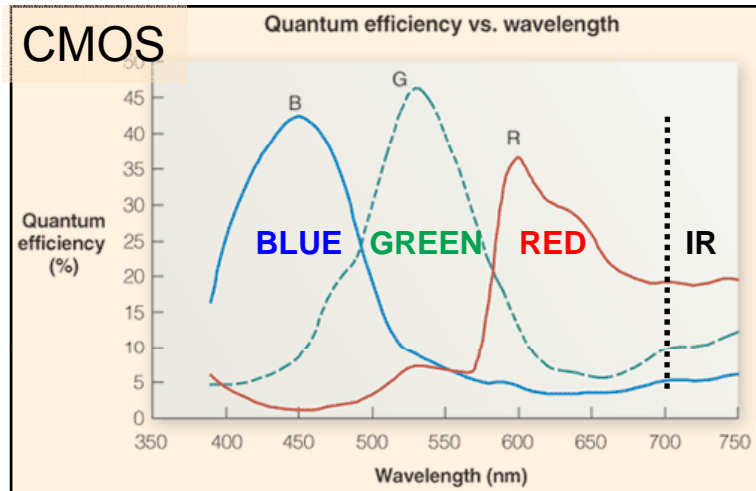 CMOS
Quantum efficiency vs. wavelength
50
45
40
35
30
25
20
15
10
5
0
Quantum
efficiency
(%)
B
G
R
BLUE
GREEN
RED
IR
350
400
450
500
550
600
650
700
750
Wavelength (nm)